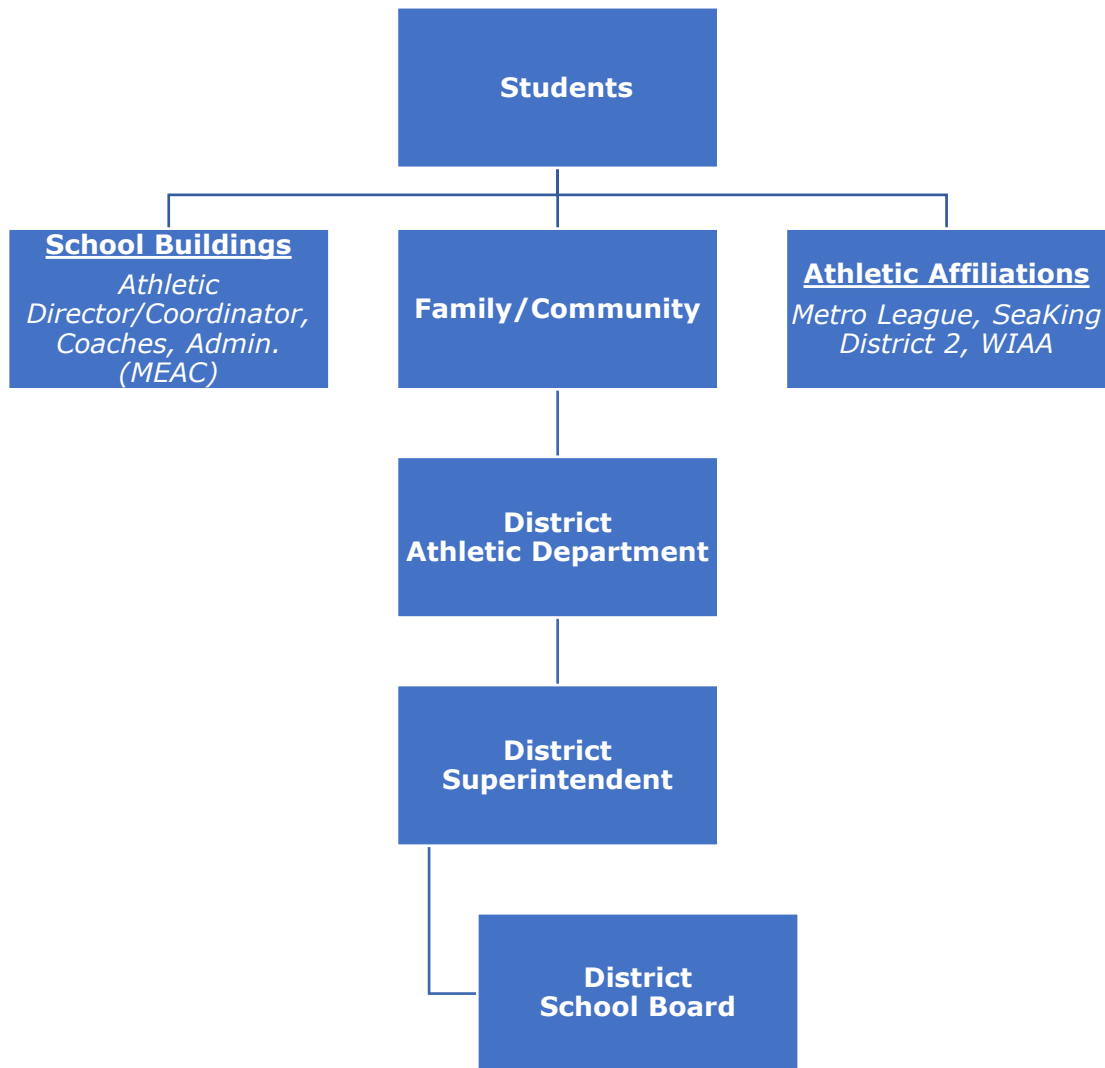 Students
School Buildings
Athletic
Director/Coordinator,
Coaches, Admin.
(MEAC)
Family/Community
Athletic Affiliations
Metro League, SeaKing
District 2, WIAA
District
Athletic Department
District
Superintendent
District
School Board